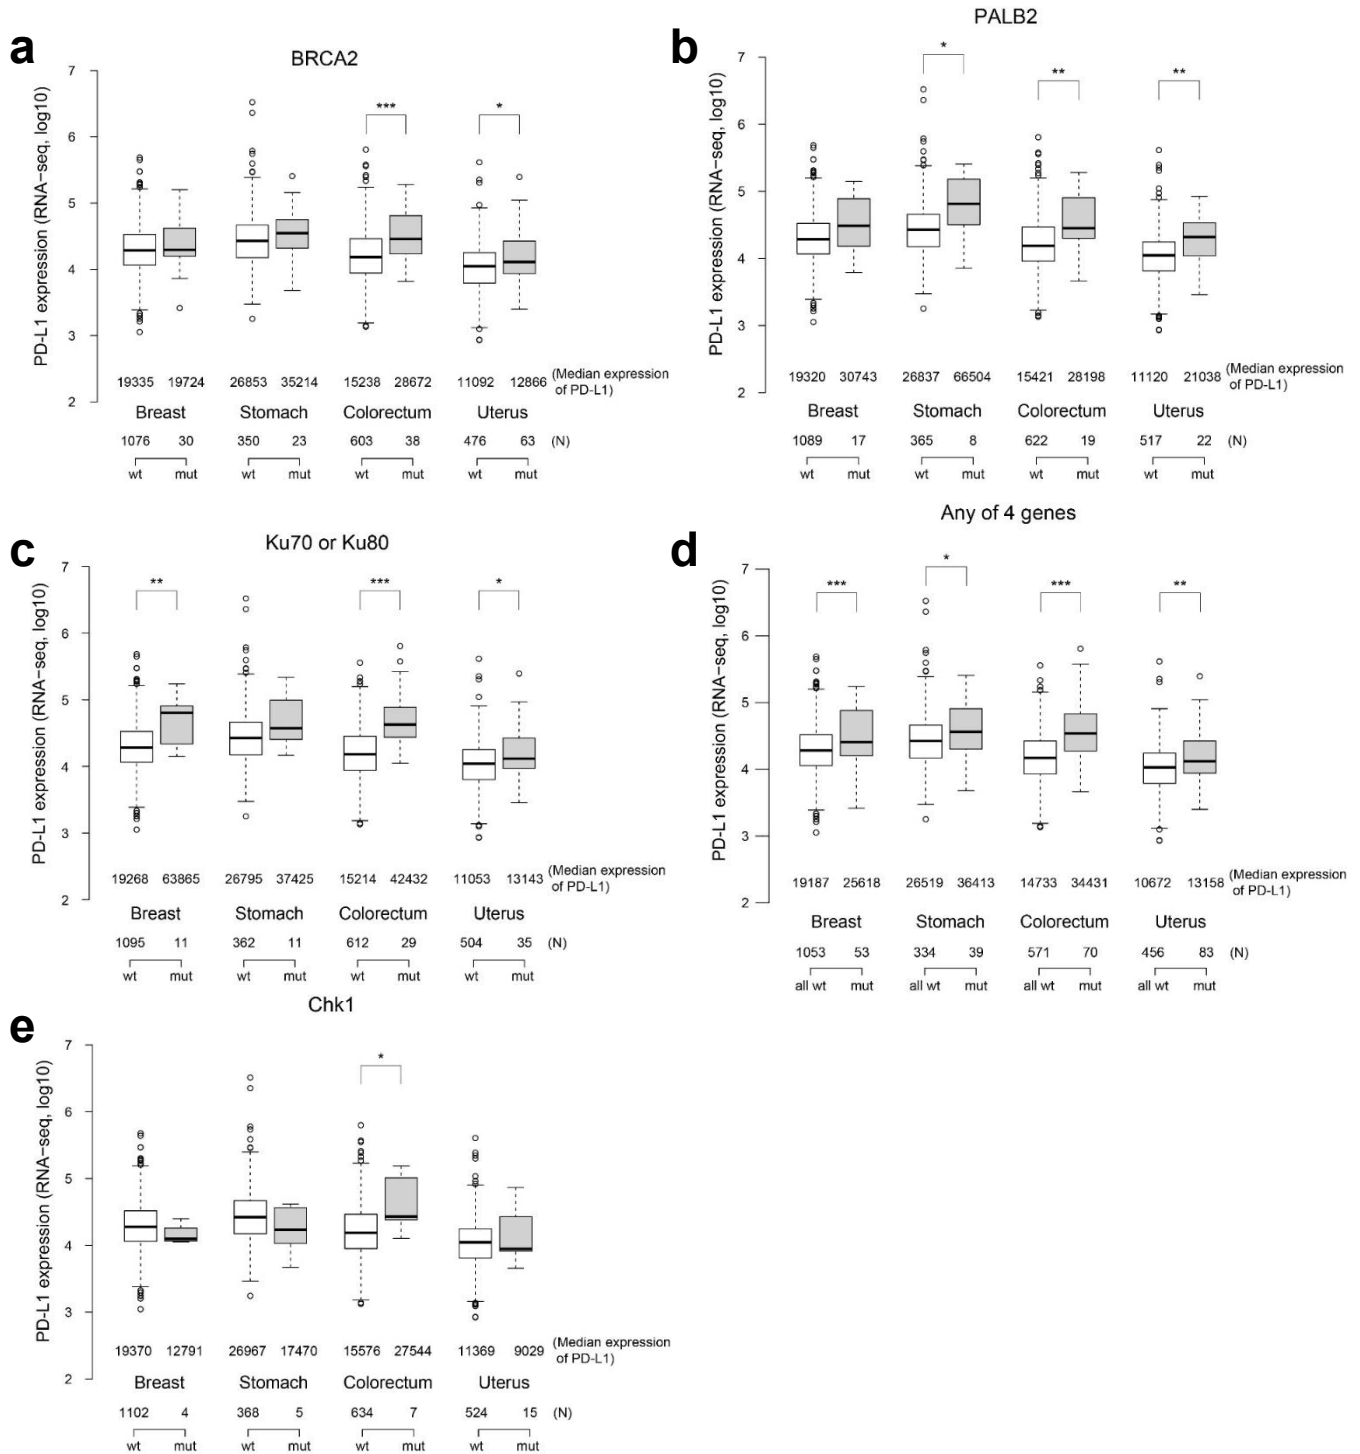 a
BRCA2
PD-L1 expression (RNA-seq, log10)
7
6
5
4
3
2
***
*
19335 19724 26853 35214 15238 28672 11092 12866 (Median expression
of PD-L1)
Breast Stomach Colorectum Uterus
1076 30 350 23 603 38 476 63 (N)
wt mut wt mut wt mut wt mut
b
PALB2
PD-L1 expression (RNA-seq, log10)
7
6
5
4
3
2
*
**
**
19320 30743 26837 66504 15421 28198 11120 21038 (Median expression
of PD-L1)
Breast Stomach Colorectum Uterus
1089 17 365 8 622 19 517 22 (N)
wt mut wt mut wt mut wt mut
c
Ku70 or Ku80
PD-L1 expression (RNA-seq, log10)
7
6
5
4
3
2
**
***
*
19268 63865 26795 37425 15214 42432 11053 13143 (Median expression
of PD-L1)
Breast Stomach Colorectum Uterus
1095 11 362 11 612 29 504 35 (N)
wt mut wt mut wt mut wt mut
d
Any of 4 genes
PD-L1 expression (RNA-seq, log10)
7
6
5
4
3
2
***
*
***
**
19187 25618 26519 36413 14733 34431 10672 13158 (Median expression
of PD-L1)
Breast Stomach Colorectum Uterus
1053 53 334 39 571 70 456 83 (N)
all wt mut all wt mut all wt mut all wt mut
e
Chk1
PD-L1 expression (RNA-seq, log10)
7
6
5
4
3
2
*
19370 12791 26967 17470 15576 27544 11369 9029 (Median expression
of PD-L1)
Breast Stomach Colorectum Uterus
1102 4 368 5 634 7 524 15 (N)
wt mut wt mut wt mut wt mut